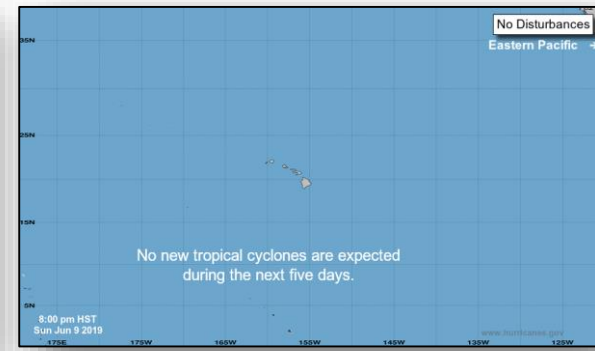 No Disturbances
Eastern Pacific →
35N
25N
15N
No new tropical cyclones are expected
during the next five days.
5N
8:00 pm HST
Sun Jun 9 2019
www.hurricanes.gov
175E
175W
165W
155W
145W
135W
125W